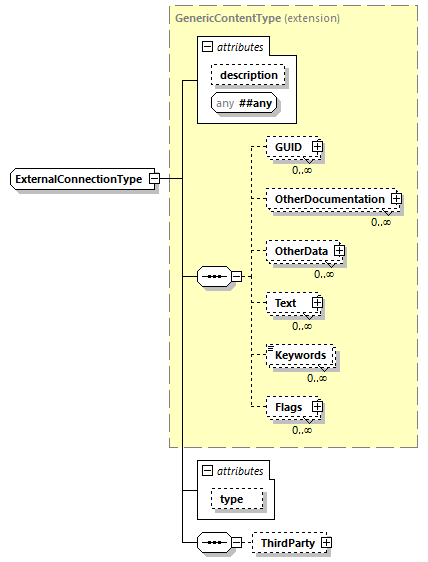 GenericContentType (extension)
attributes
description
any ##any
ExternalConnectionType
GUID
0..∞
OtherDocumentation
0..∞
OtherData
0..∞
Text
0..∞
Keywords
0..∞
Flags
0..∞
attributes
type
ThirdParty